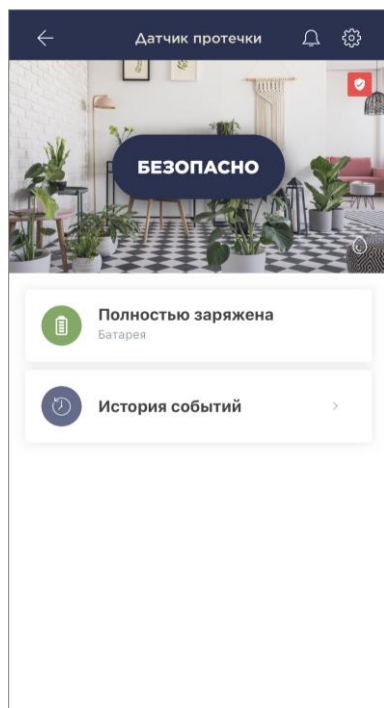 Датчик протечки
БЕЗОПАСНО
Полностью заряжена
Батарея
История событий